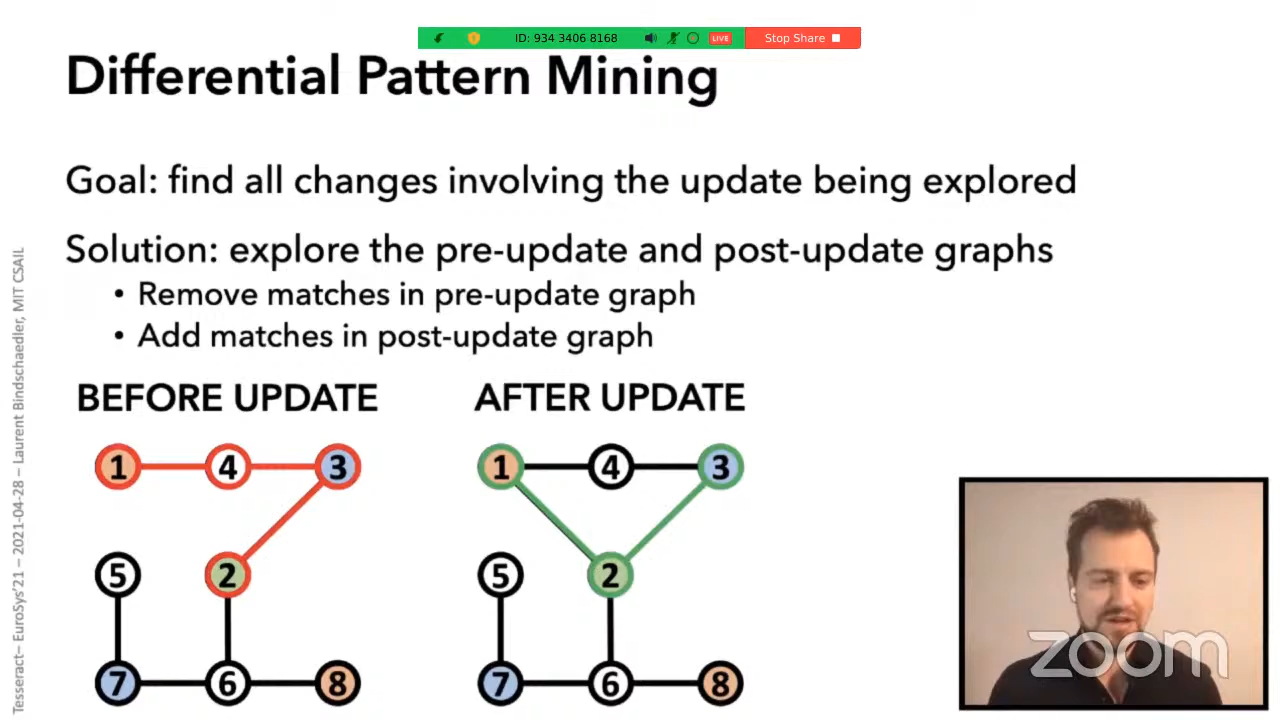 ID: 934 3406 8168 LIVE Stop Share
Differential Pattern Mining
Goal: find all changes involving the update being explored
Solution: explore the pre-update and post-update graphs
• Remove matches in pre-update graph
• Add matches in post-update graph
BEFORE UPDATE
1 4 3
5 2
7 6 8
AFTER UPDATE
1 4 3
5 2
7 6 8
Tesseract– EuroSys'21 – 2021-04-28 – Laurent Bindschaedler, MIT CSAIL
zoom